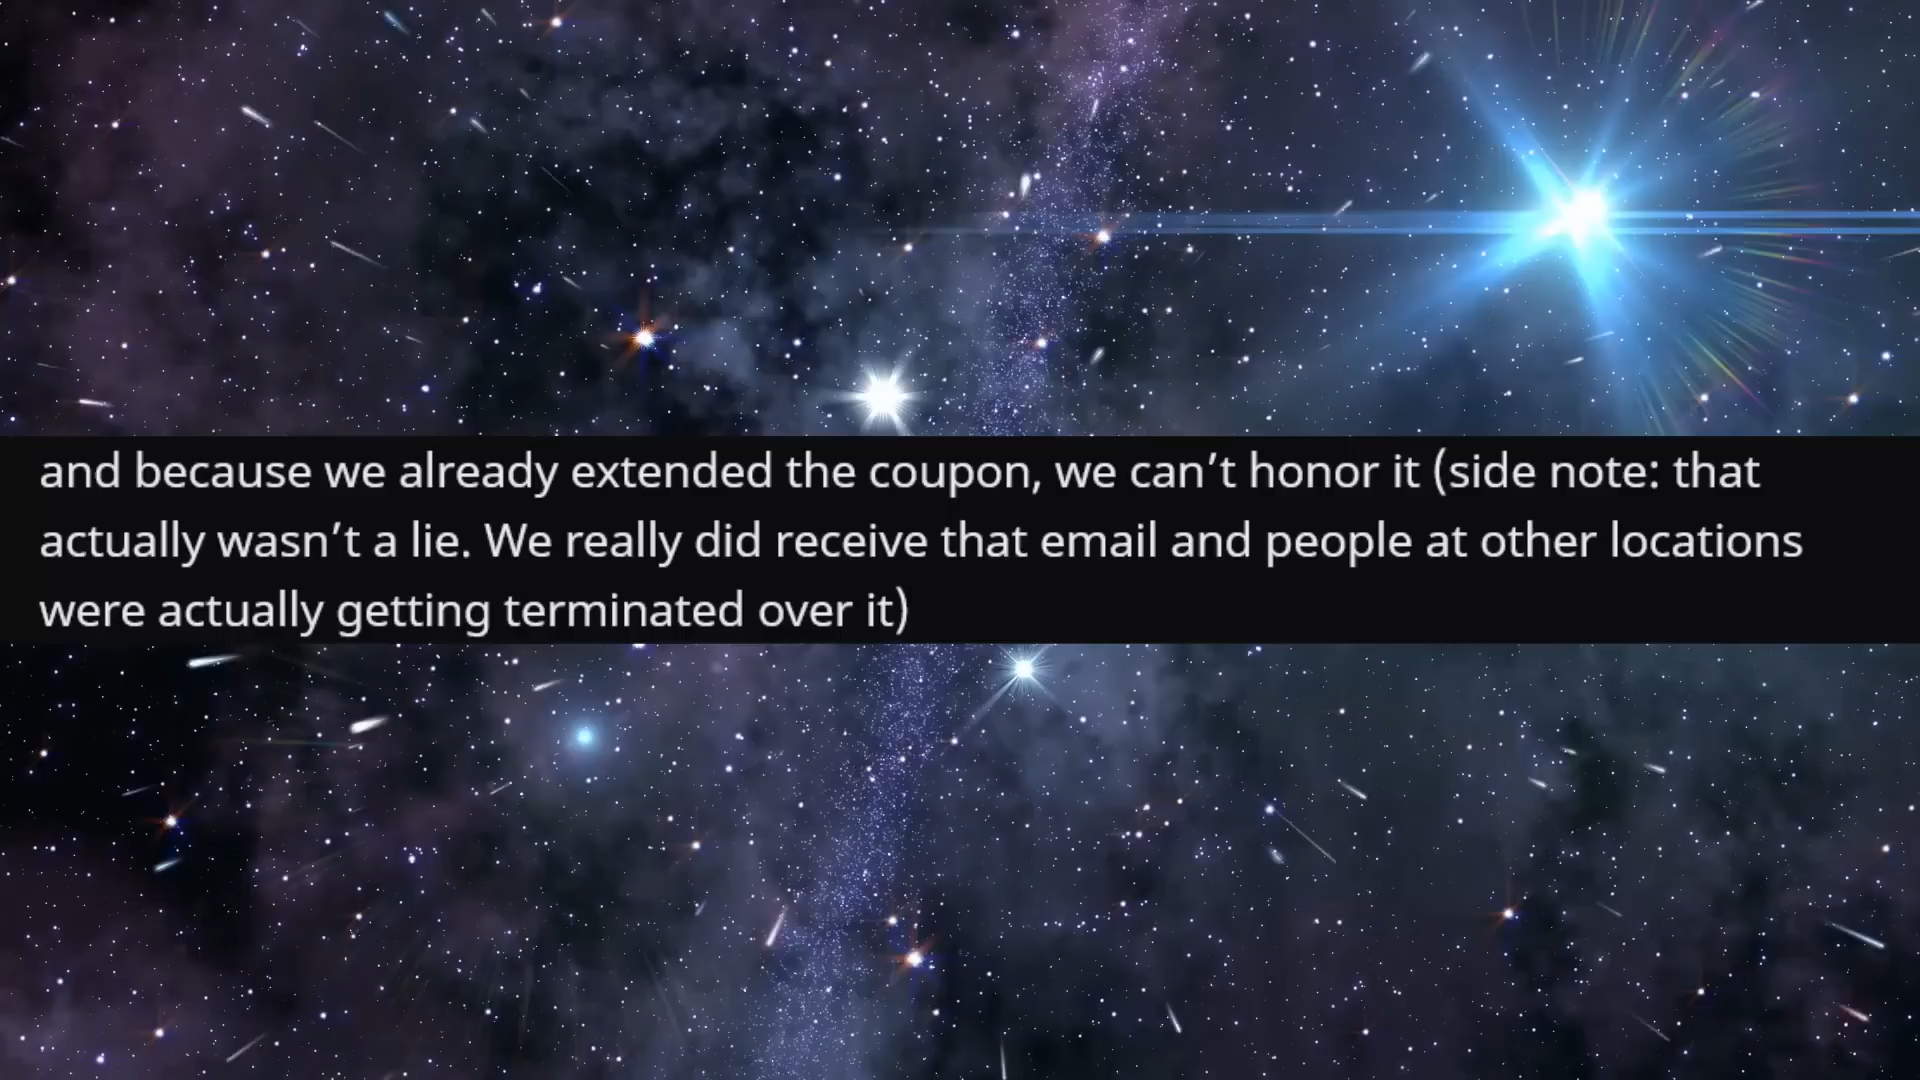 and because we already extended the coupon, we can’t honor it (side note: that
actually wasn’t a lie. We really did receive that email and people at other locations
were actually getting terminated over it)